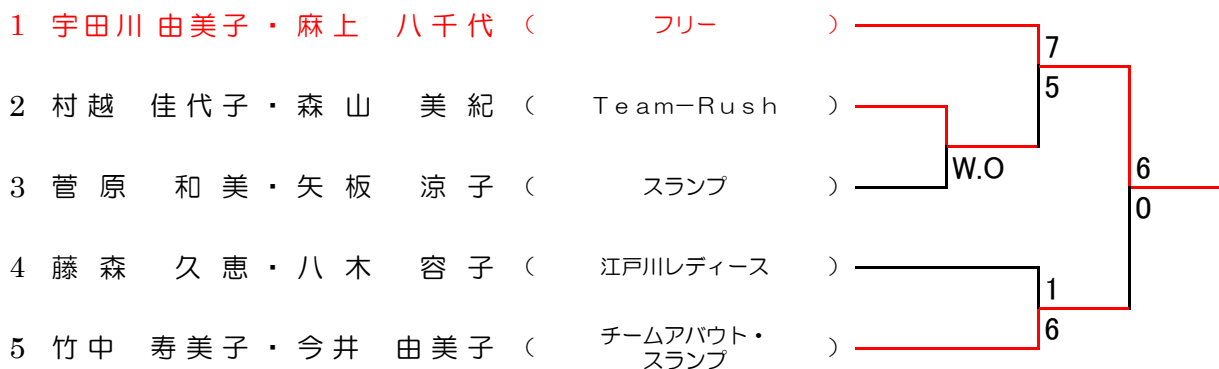 1 宇田川 由美子 ・ 麻上 八千代 ( フリー ) 7
2 村越 佳代子 ・ 森山 美紀 ( Team−Rush ) 5
3 菅原 和美 ・ 矢板 涼子 ( スランプ ) W.O 6
0
4 藤森 久恵 ・ 八木 容子 ( 江戸川レディース ) 1
5 竹中 寿美子 ・ 今井 由美子 ( チームアバウト・ ) 6
スランプ